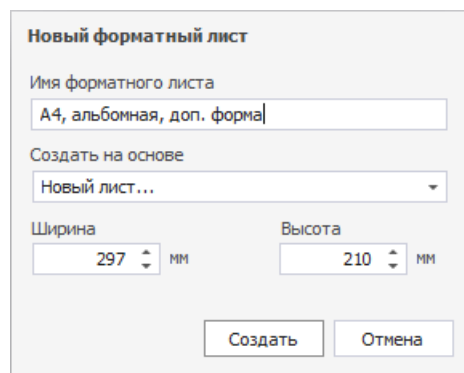 Новый форматный лист
Имя форматного листа
А4, альбомная, доп. форма
Создать на основе
Новый лист...
Ширина Высота
297 мм 210 мм
Создать Отмена